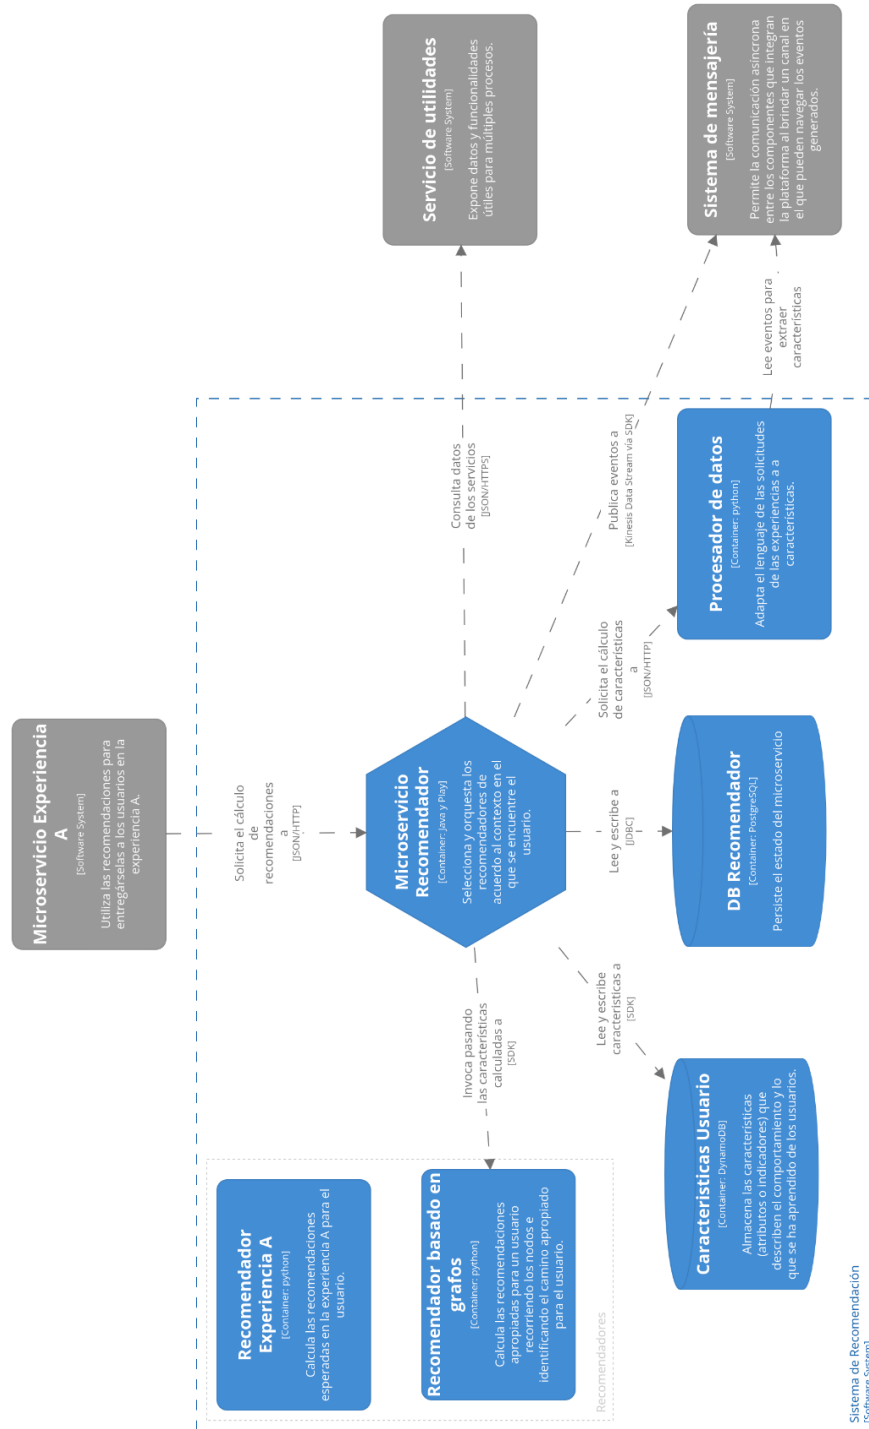 Microservicio Experiencia
A
[Software System]
Utiliza las recomendaciones para
entregárselas a los usuarios en la
experiencia A.
Solicita el cálculo
de
recomendaciones
a
[JSON/HTTP]
Recomendador
Experiencia A
[Container: python]
Calcula las recomendaciones
esperadas en la experiencia A para el
usuario.
Recomendador basado en
grafos
[Container: python]
Calcula las recomendaciones
apropiadas para un usuario
recorriendo los nodos e
identificando el camino apropiado
para el usuario.
Recomendadores
Invoca pasando
las características
calculadas a
[SDK]
Microservicio
Recomendador
[Container: Java y Play]
Selecciona y orquesta los
recomendadores de
acuerdo al contexto en el
que se encuentre el
usuario.
Consulta datos
de los servicios
[JSON/HTTPS]
Servicio de utilidades
[Software System]
Expone datos y funcionalidades
útiles para múltiples procesos.
Publica eventos a
[Kinesis Data Stream via SDK]
Sistema de mensajería
[Software System]
Permite la comunicación asíncrona
entre los componentes que integran
la plataforma al brindar un canal en
el que pueden navegar los eventos
generados.
Lee y escribe
características a
[SDK]
Lee y escribe a
[JDBC]
Solicita el cálculo
de características
a
[JSON/HTTP]
Lee eventos para
extraer
características
Caracteristicas Usuario
[Container: DynamoDB]
Almacena las características
(atributos o indicadores) que
describen el comportamiento y lo
que se ha aprendido de los usuarios.
DB Recomendador
[Container: PostgreSQL]
Persiste el estado del microservicio
Procesador de datos
[Container: python]
Adapta el lenguaje de las solicitudes
de las experiencias a a
características.
Sistema de Recomendación
[Software System]